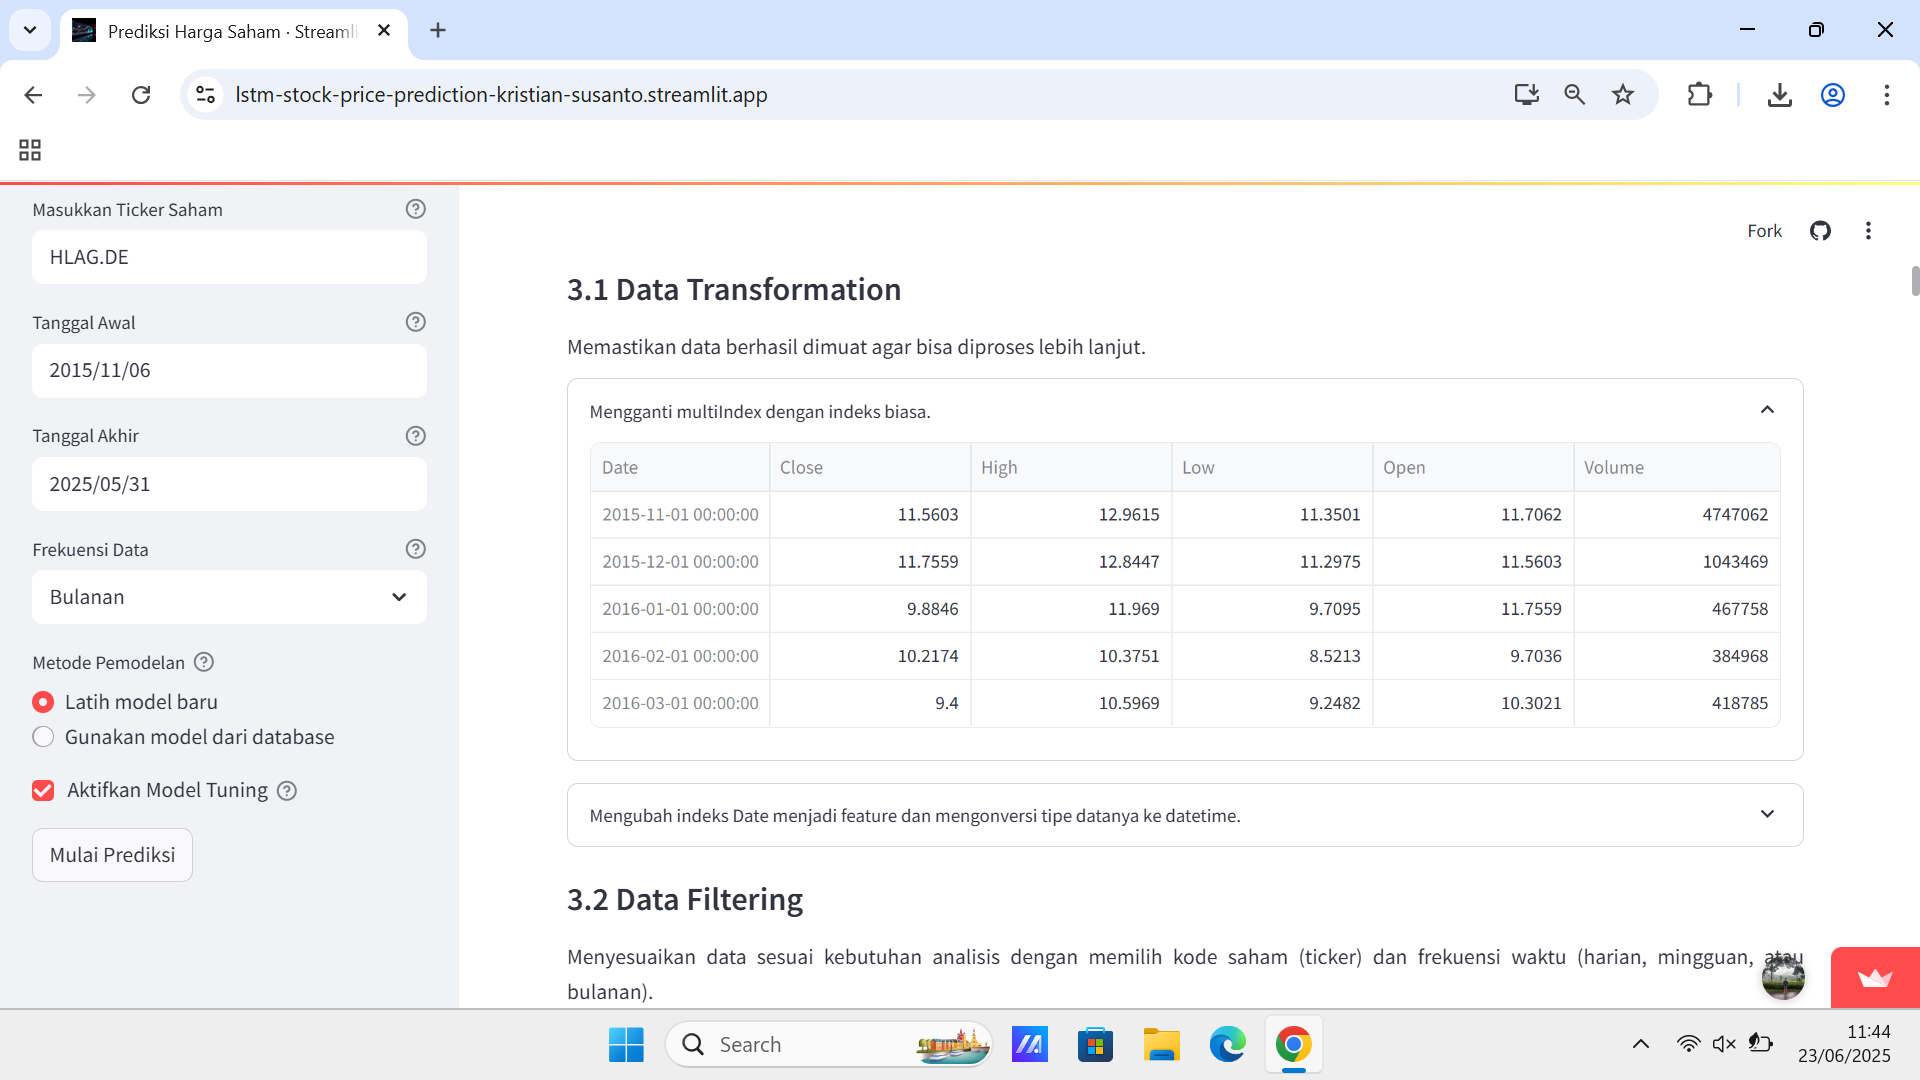 Prediksi Harga Saham · Streamli
lstm-stock-price-prediction-kristian-susanto.streamlit.app
Masukkan Ticker Saham
HLAG.DE
Tanggal Awal
2015/11/06
Tanggal Akhir
2025/05/31
Frekuensi Data
Bulanan
Metode Pemodelan
Latih model baru
Gunakan model dari database
Aktifkan Model Tuning
Mulai Prediksi
Fork
3.1 Data Transformation
Memastikan data berhasil dimuat agar bisa diproses lebih lanjut.
Mengganti multiIndex dengan indeks biasa.
Date Close High Low Open Volume
2015-11-01 00:00:00 11.5603 12.9615 11.3501 11.7062 4747062
2015-12-01 00:00:00 11.7559 12.8447 11.2975 11.5603 1043469
2016-01-01 00:00:00 9.8846 11.969 9.7095 11.7559 467758
2016-02-01 00:00:00 10.2174 10.3751 8.5213 9.7036 384968
2016-03-01 00:00:00 9.4 10.5969 9.2482 10.3021 418785
Mengubah indeks Date menjadi feature dan mengonversi tipe datanya ke datetime.
3.2 Data Filtering
Menyesuaikan data sesuai kebutuhan analisis dengan memilih kode saham (ticker) dan frekuensi waktu (harian, mingguan, atau
bulanan).
Search
11:44
23/06/2025